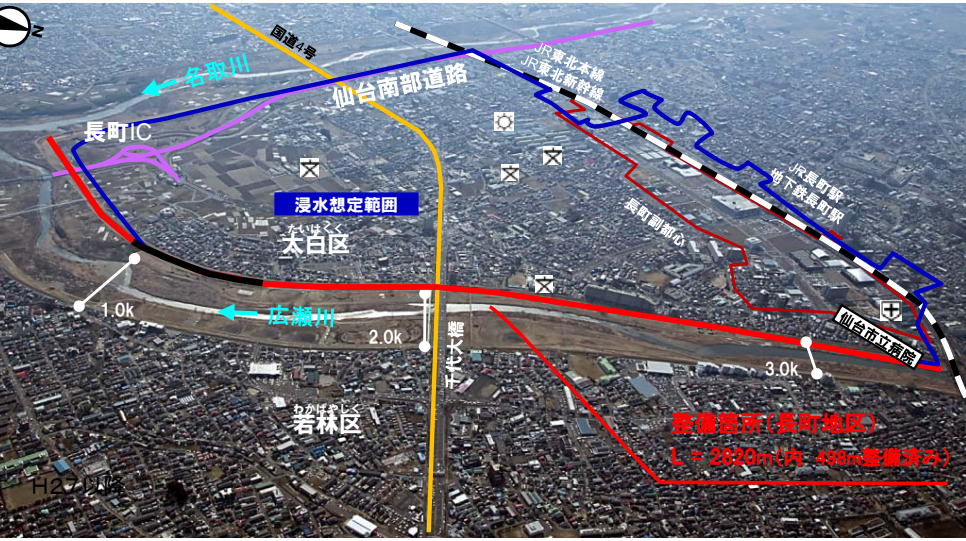 N
国道4号
名取川
仙台南部道路
JR東北本線
JR東北新幹線
長町IC
JR長町駅
地下鉄長町駅
浸水想定範囲
たいはくく
太白区
長町副都心
1.0k
広瀬川
2.0k
千代大橋
仙台市立病院
3.0k
わかばやしく
若林区
整備箇所(長町地区)
L = 2820m(内 498m整備済み)
H27以降